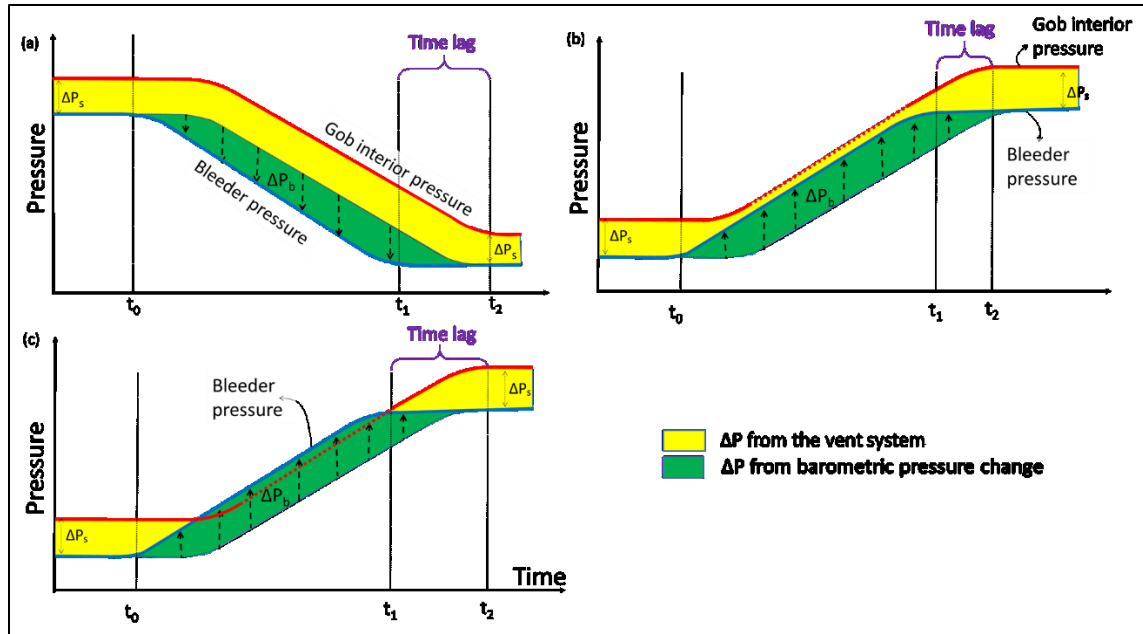 (a)
Time lag
ΔPs
Gob interior pressure
ΔPb
Bleeder pressure
ΔPs
Pressure
t0
t1
t2
(b)
Time lag
Gob interior
pressure
ΔPs
ΔPs
ΔPb
Bleeder
pressure
Pressure
t0
t1
t2
(c)
Time lag
Bleeder
pressure
ΔPs
ΔPb
ΔPs
Pressure
Time
t0
t1
t2
ΔP from the vent system
ΔP from barometric pressure change